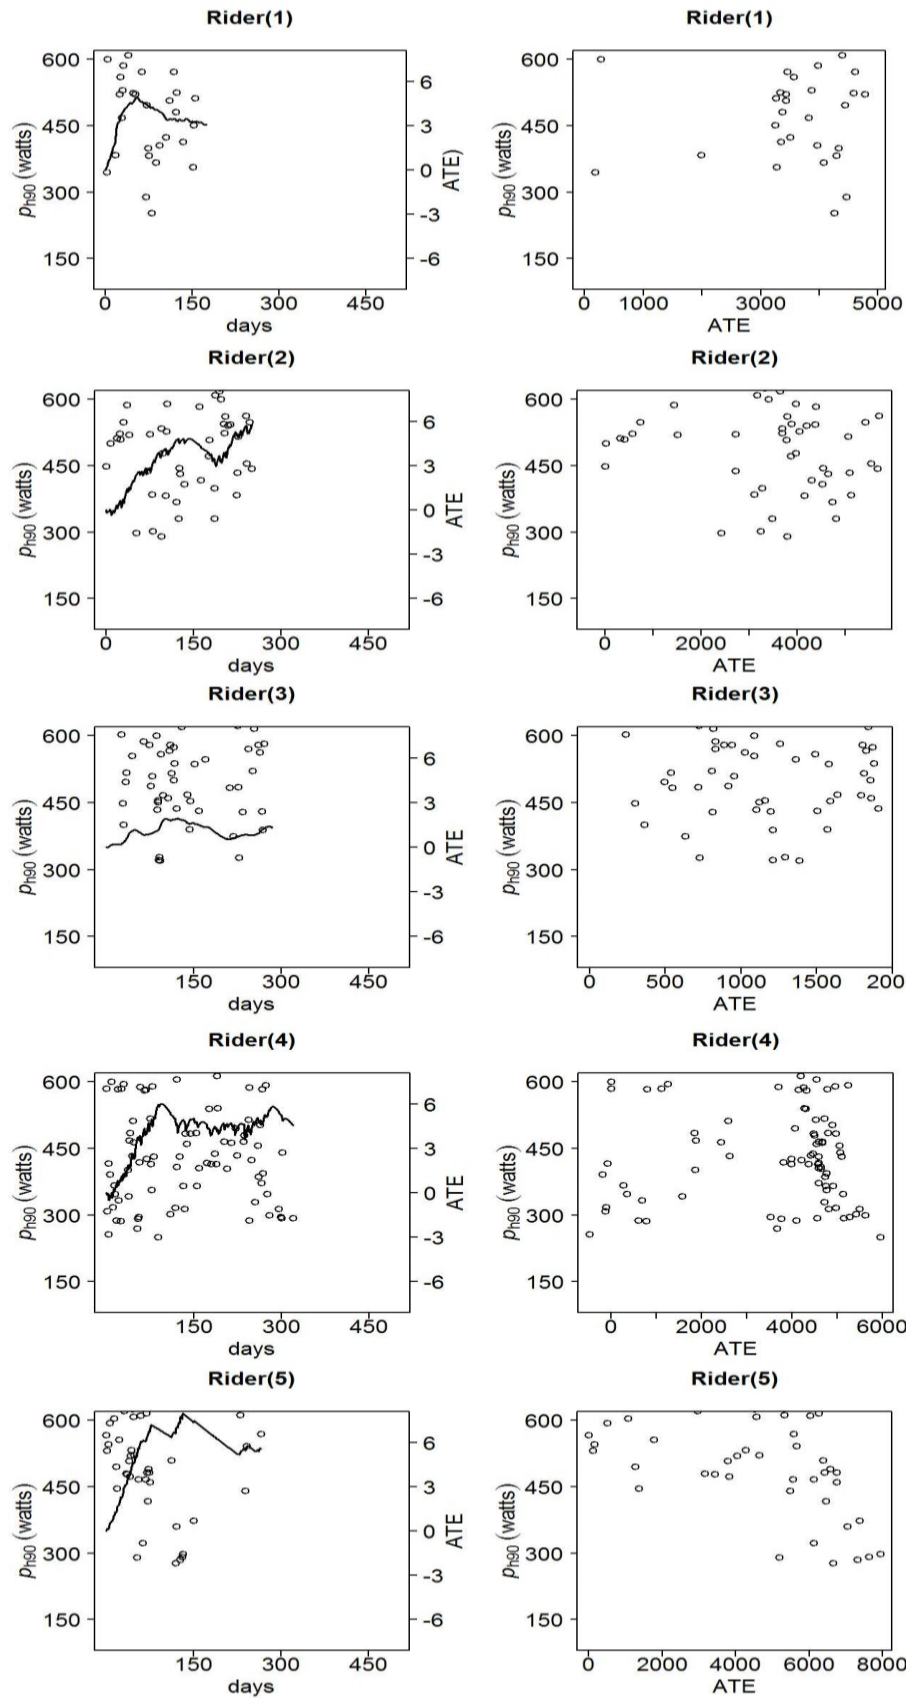 Rider(1) Rider(1)
600 6 600
450 3 450
300 0 300
150 -3 150
-6
p_h90 (watts) ATE) p_h90 (watts)
0 150 300 450 0 1000 3000 5000
days ATE
Rider(2) Rider(2)
600 6 600
450 3 450
300 0 300
150 -3 150
-6
p_h90 (watts) ATE p_h90 (watts)
0 150 300 0 2000 4000
days ATE
Rider(3) Rider(3)
600 6 600
450 3 450
300 0 300
150 -3 150
-6
p_h90 (watts) ATE p_h90 (watts)
150 300 450 0 500 1000 1500 200
days ATE
Rider(4) Rider(4)
600 6 600
450 3 450
300 0 300
150 -3 150
-6
p_h90 (watts) ATE p_h90 (watts)
150 300 450 0 2000 4000 6000
days ATE
Rider(5) Rider(5)
600 6 600
450 3 450
300 0 300
150 -3 150
-6
p_h90 (watts) ATE p_h90 (watts)
150 300 450 0 2000 4000 6000 8000
days ATE